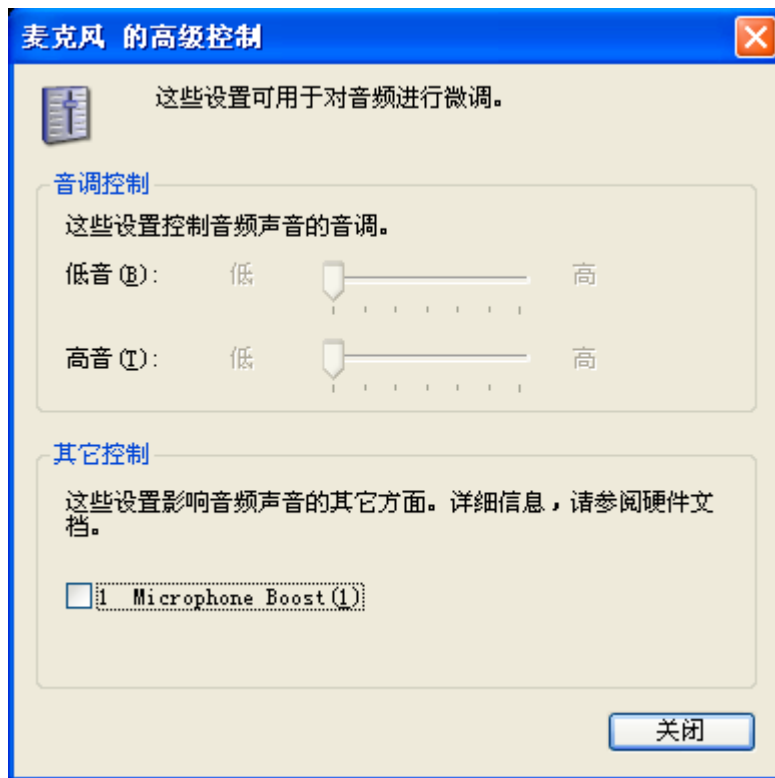 麦克风 的高级控制
这些设置可用于对音频进行微调。
音调控制
这些设置控制音频声音的音调。
低音(B): 低 高
高音(T): 低 高
其它控制
这些设置影响音频声音的其它方面。详细信息，请参阅硬件文
档。
1 Microphone Boost(1)
关闭